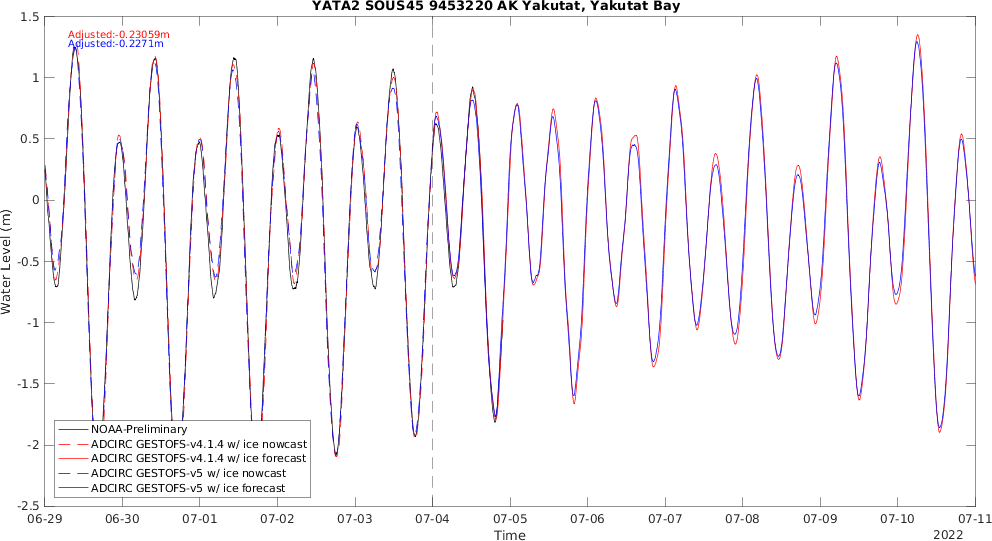 YATA2 SOUS45 9453220 AK Yakutat, Yakutat Bay
Adjusted:-0.23059m
Adjusted:-0.2271m
1.5
1
0.5
0
-0.5
-1
-1.5
-2
-2.5
Water Level (m)
NOAA-Preliminary
ADCIRC GESTOFS-v4.1.4 w/ ice nowcast
ADCIRC GESTOFS-v4.1.4 w/ ice forecast
ADCIRC GESTOFS-v5 w/ ice nowcast
ADCIRC GESTOFS-v5 w/ ice forecast
06-29 06-30 07-01 07-02 07-03 07-04 07-05 07-06 07-07 07-08 07-09 07-10 07-11
Time
2022